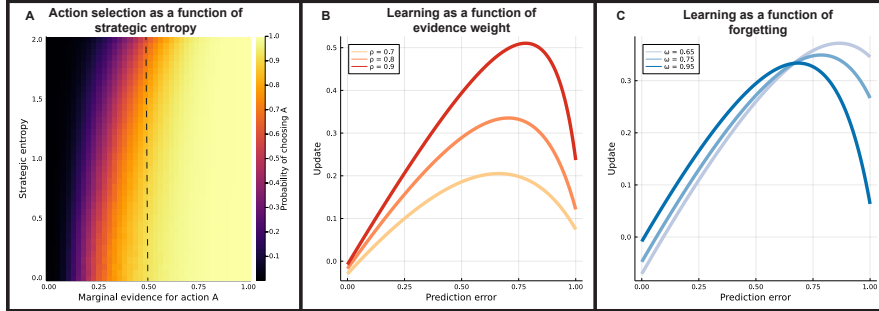 A
Action selection as a function of
strategic entropy
2.0
1.5
1.0
0.5
0.0
Strategic entropy
0.00
0.25
0.50
0.75
1.00
Marginal evidence for action A
1.0
0.9
0.8
0.7
0.6
0.5
0.4
0.3
0.2
0.1
Probability of choosing A
B
Learning as a function of
evidence weight
ρ = 0.7
ρ = 0.8
ρ = 0.9
0.5
0.4
0.3
0.2
0.1
0.0
Update
0.00
0.25
0.50
0.75
1.00
Prediction error
C
Learning as a function of
forgetting
ω = 0.65
ω = 0.75
ω = 0.95
0.3
0.2
0.1
0.0
Update
0.00
0.25
0.50
0.75
1.00
Prediction error